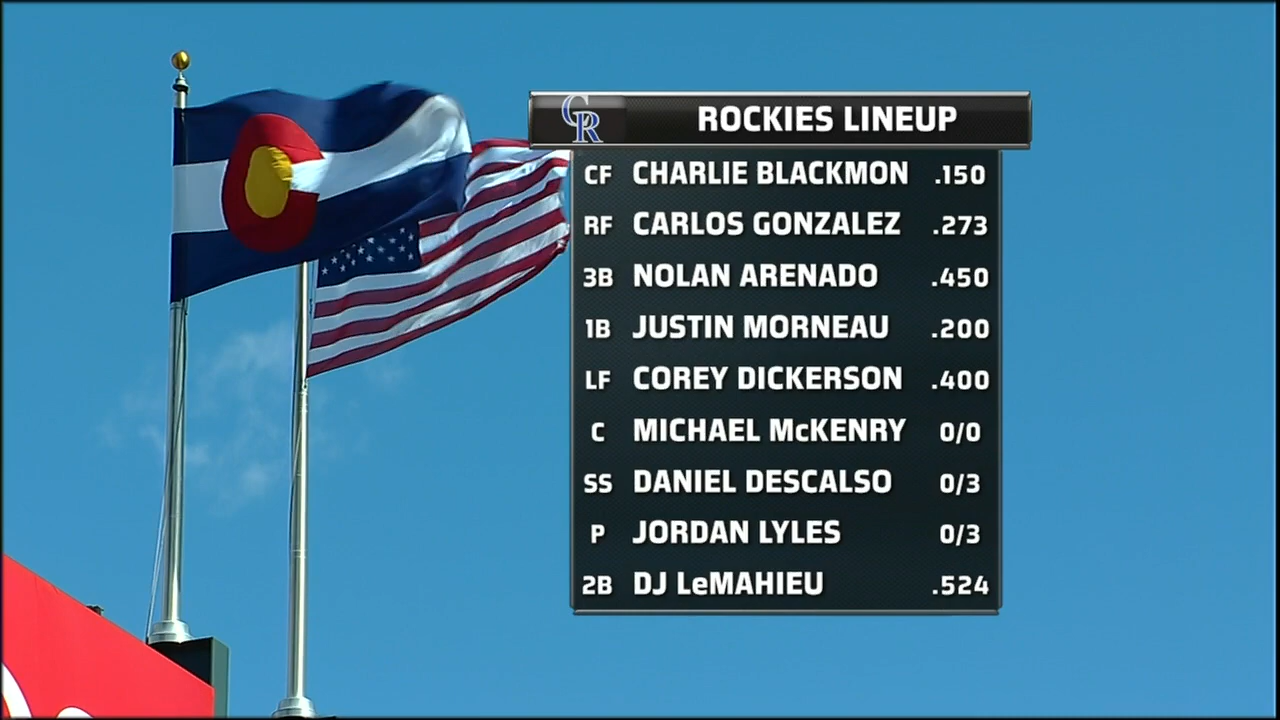 CR ROCKIES LINEUP
CF CHARLIE BLACKMON .150
RF CARLOS GONZALEZ .273
3B NOLAN ARENADO .450
1B JUSTIN MORNEAU .200
LF COREY DICKERSON .400
C MICHAEL McKENRY 0/0
SS DANIEL DESCALSO 0/3
P JORDAN LYLES 0/3
2B DJ LeMAHIEU .524